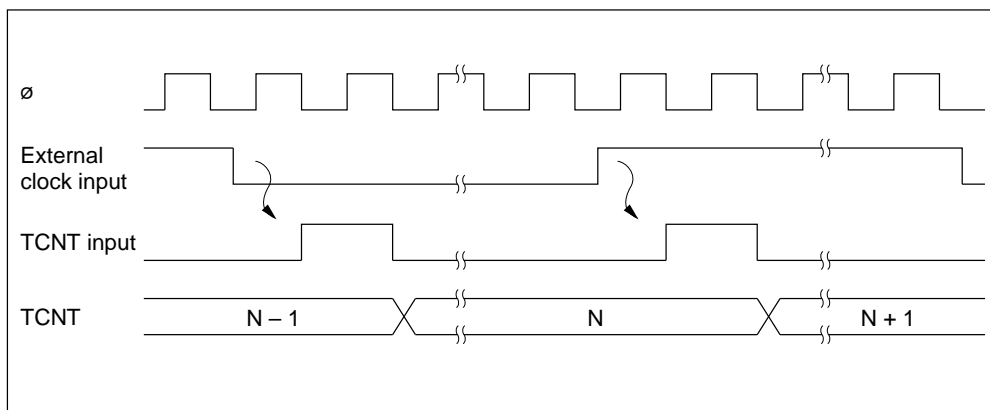 ø
External
clock input
TCNT input
TCNT
N – 1
N
N + 1